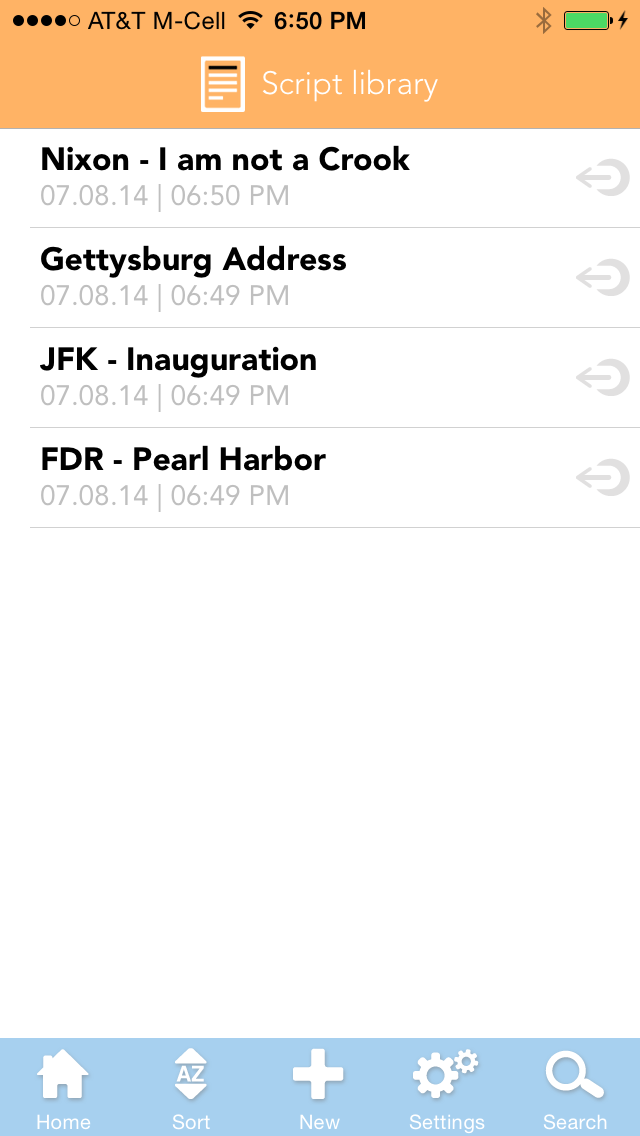 AT&T M-Cell 6:50 PM
Script library
Nixon - I am not a Crook
07.08.14 | 06:50 PM
Gettysburg Address
07.08.14 | 06:49 PM
JFK - Inauguration
07.08.14 | 06:49 PM
FDR - Pearl Harbor
07.08.14 | 06:49 PM
AZ
Home Sort New Settings Search